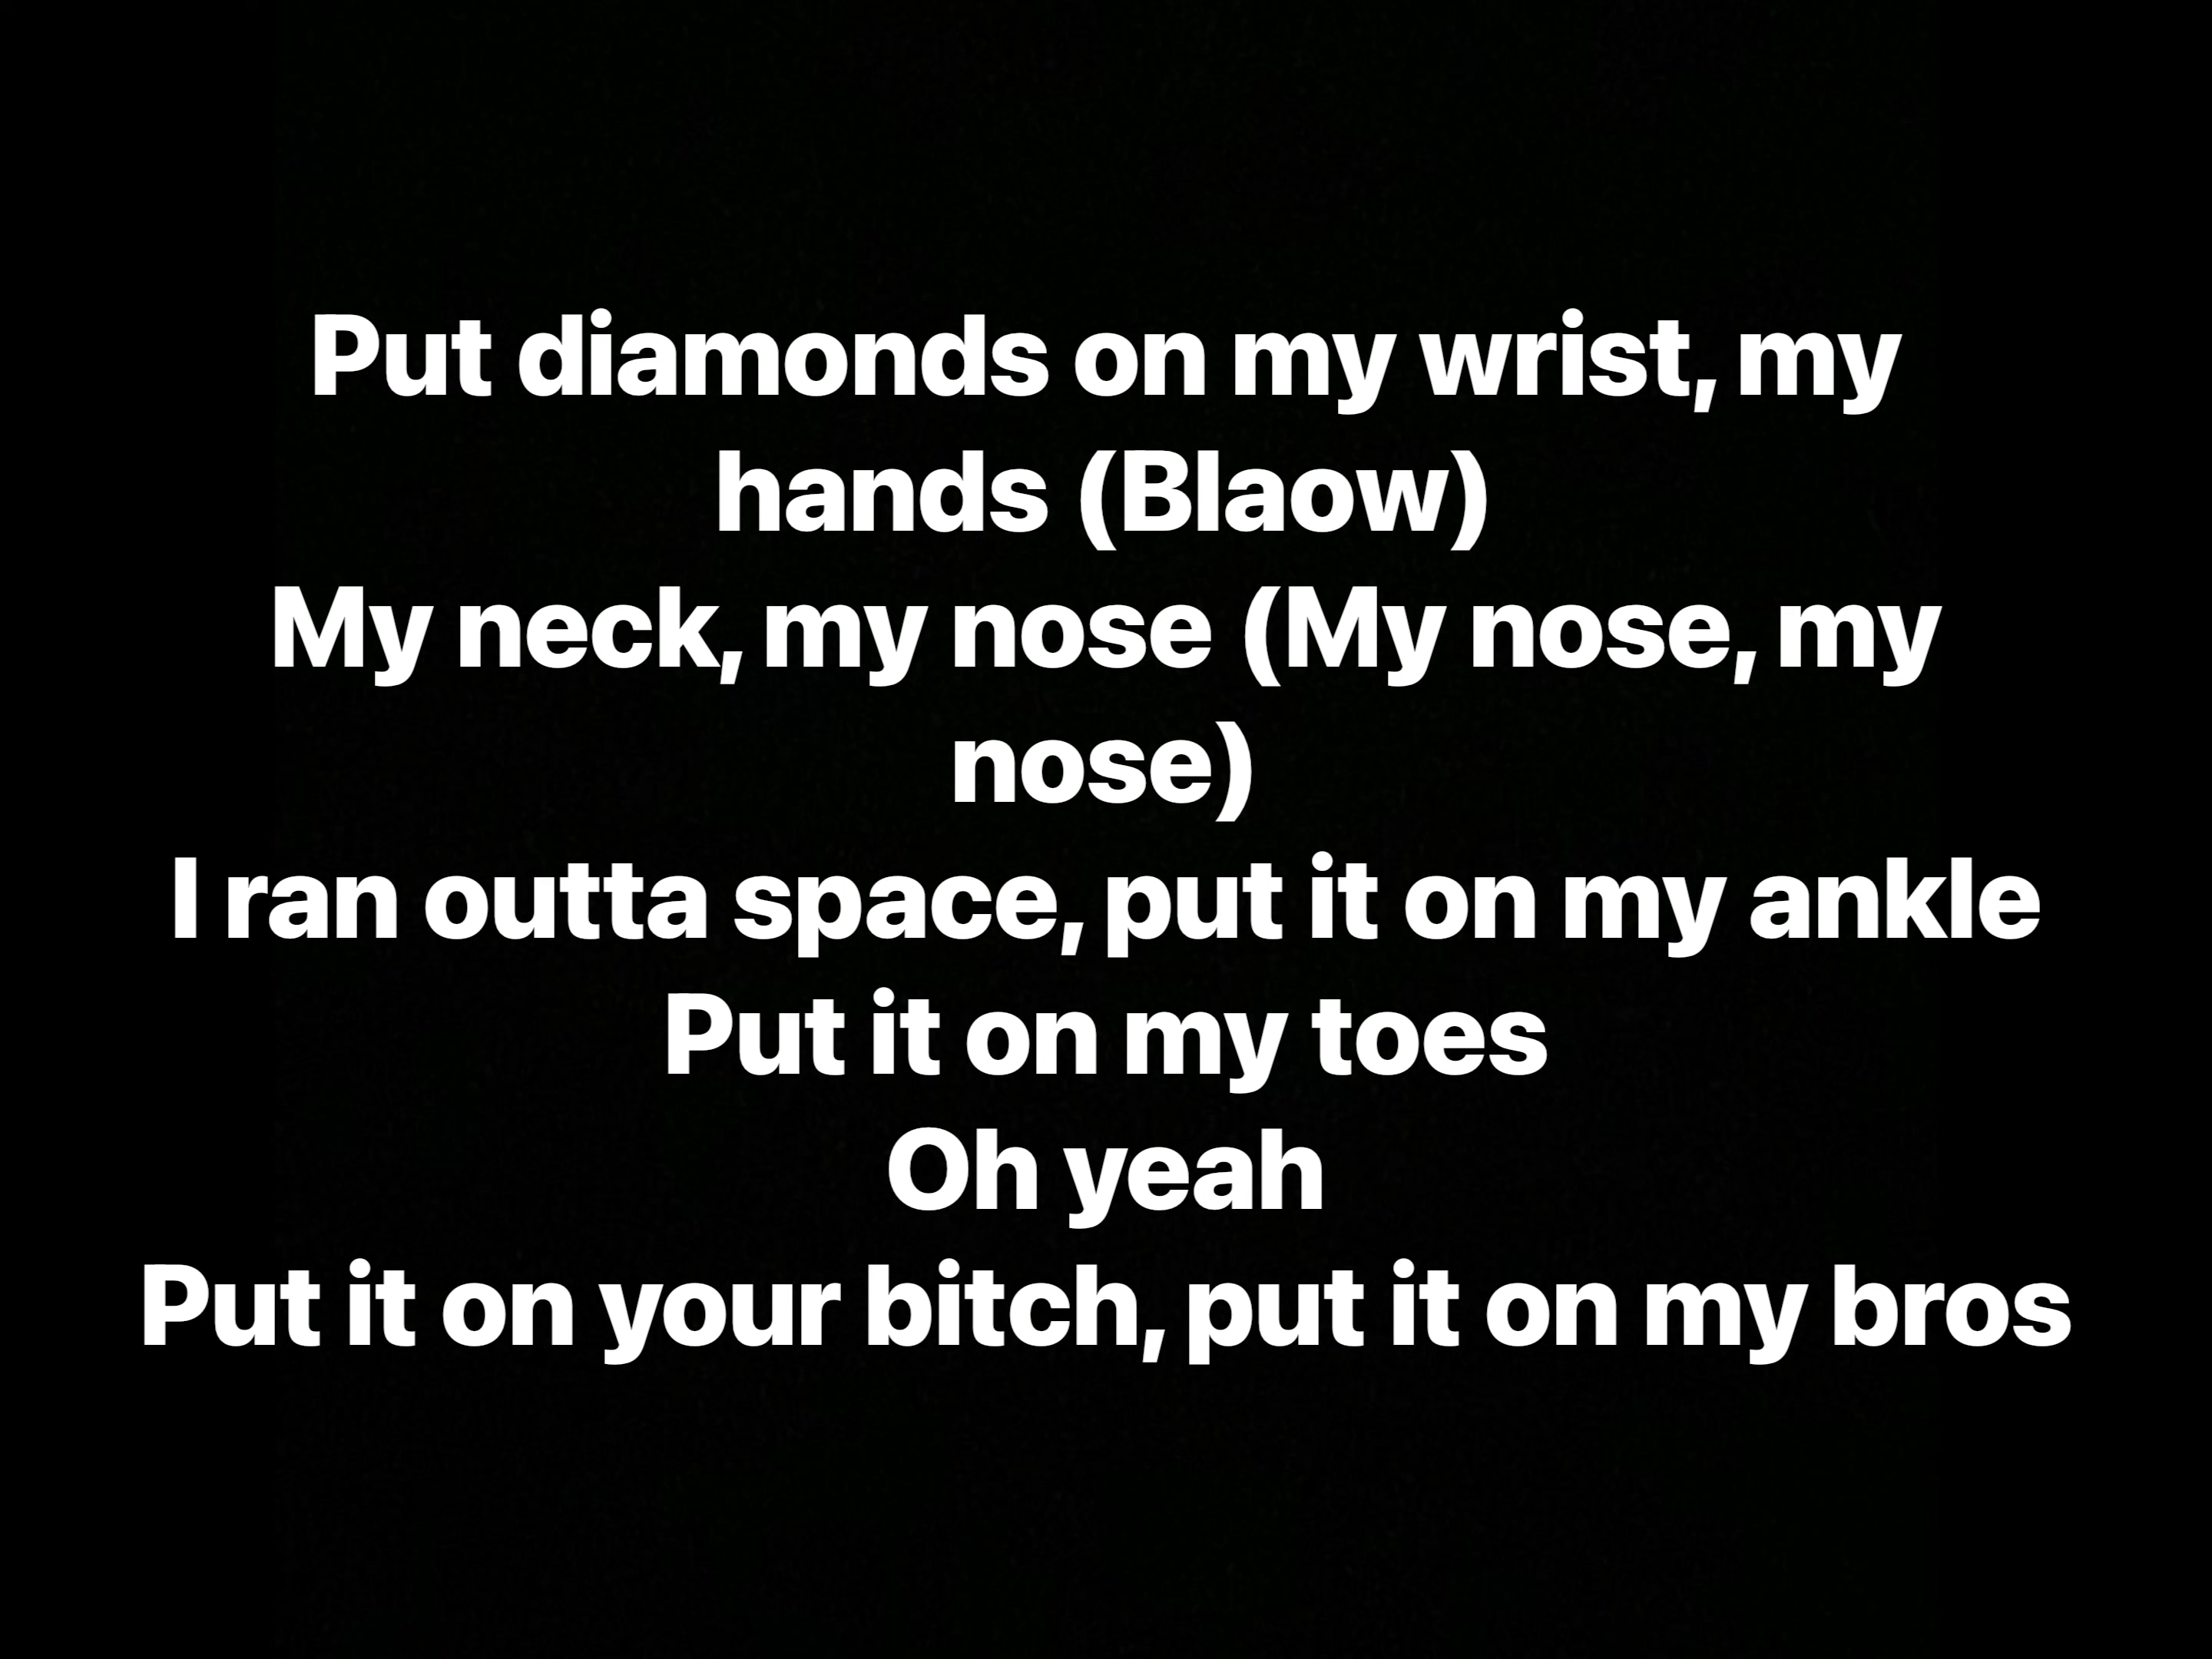 Put diamonds on my wrist, my
hands (Blaow)
My neck, my nose (My nose, my
nose)
I ran outta space, put it on my ankle
Put it on my toes
Oh yeah
Put it on your bitch, put it on my bros